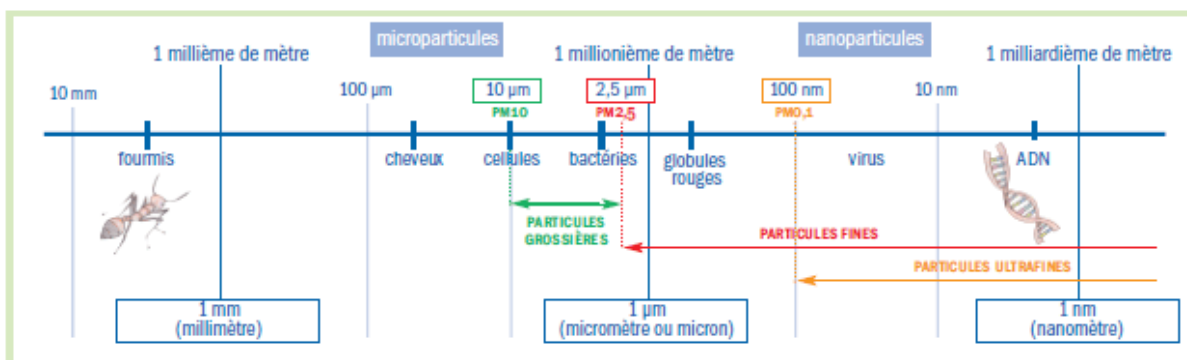 microparticules
nanoparticules
1 millième de mètre
1 millionième de mètre
1 milliardième de mètre
10 mm
100 µm
10 µm
2,5 µm
100 nm
10 nm
PM10
PM2,5
PM0,1
fourmis
cheveux
cellules
bactéries
globules
rouges
virus
ADN
PARTICULES
GROSSIÈRES
PARTICULES FINES
PARTICULES ULTRAFINES
1 mm
(millimètre)
1 µm
(micromètre ou micron)
1 nm
(nanomètre)